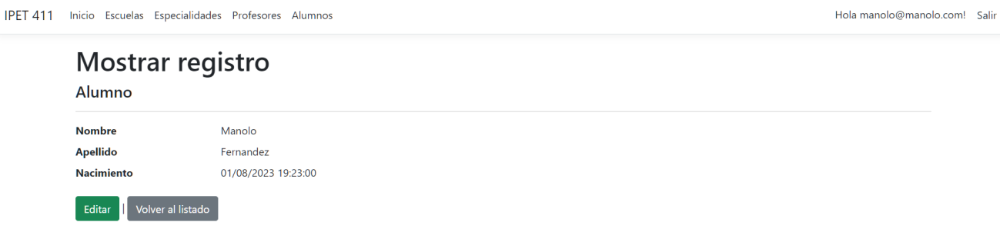 IPET 411 Inicio Escuelas Especialidades Profesores Alumnos Hola manolo@manolo.com! Salir
Mostrar registro
Alumno
Nombre Manolo
Apellido Fernandez
Nacimiento 01/08/2023 19:23:00
Editar | Volver al listado